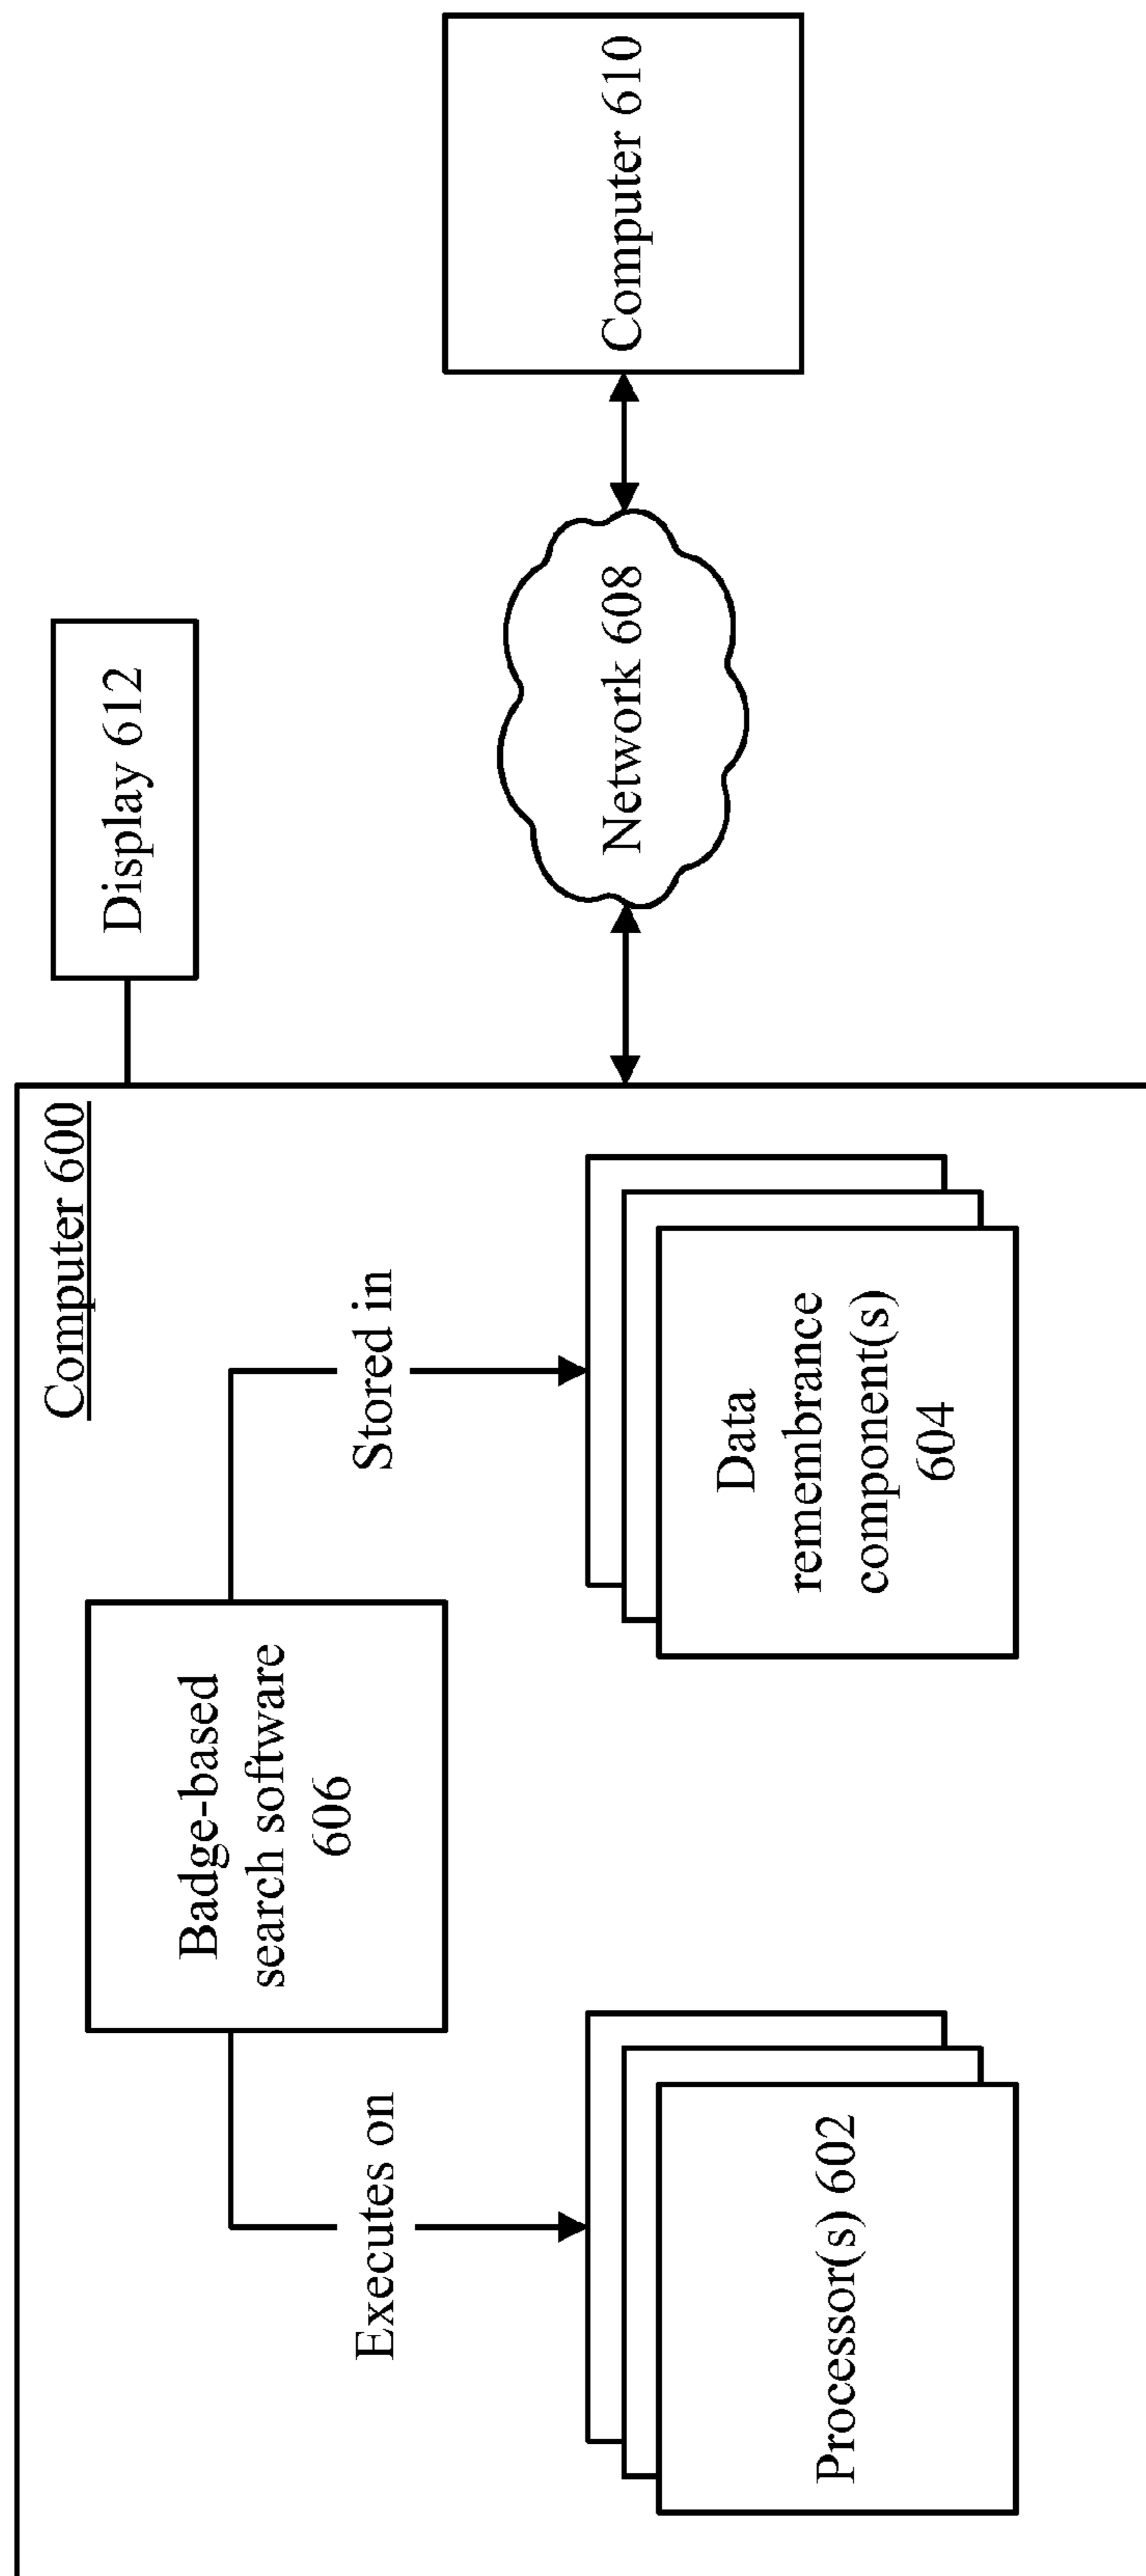 Computer 600
Badge-based
search software
606
Executes on
Stored in
Processor(s) 602
Data
remembrance
component(s)
604
Display 612
Network 608
Computer 610